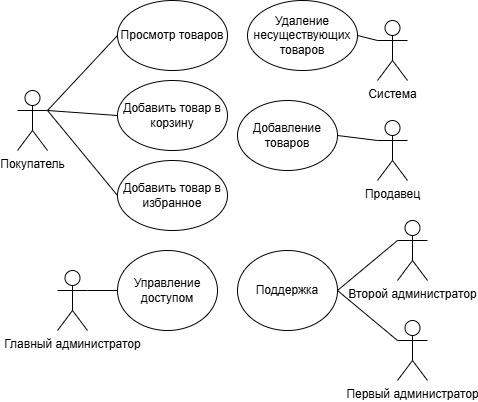 Просмотр товаров
Удаление
несуществующих
товаров
Система
Добавить товар в
корзину
Добавление
товаров
Покупатель
Добавить товар в
избранное
Продавец
Управление
доступом
Поддержка
Второй администратор
Главный администратор
Первый администратор